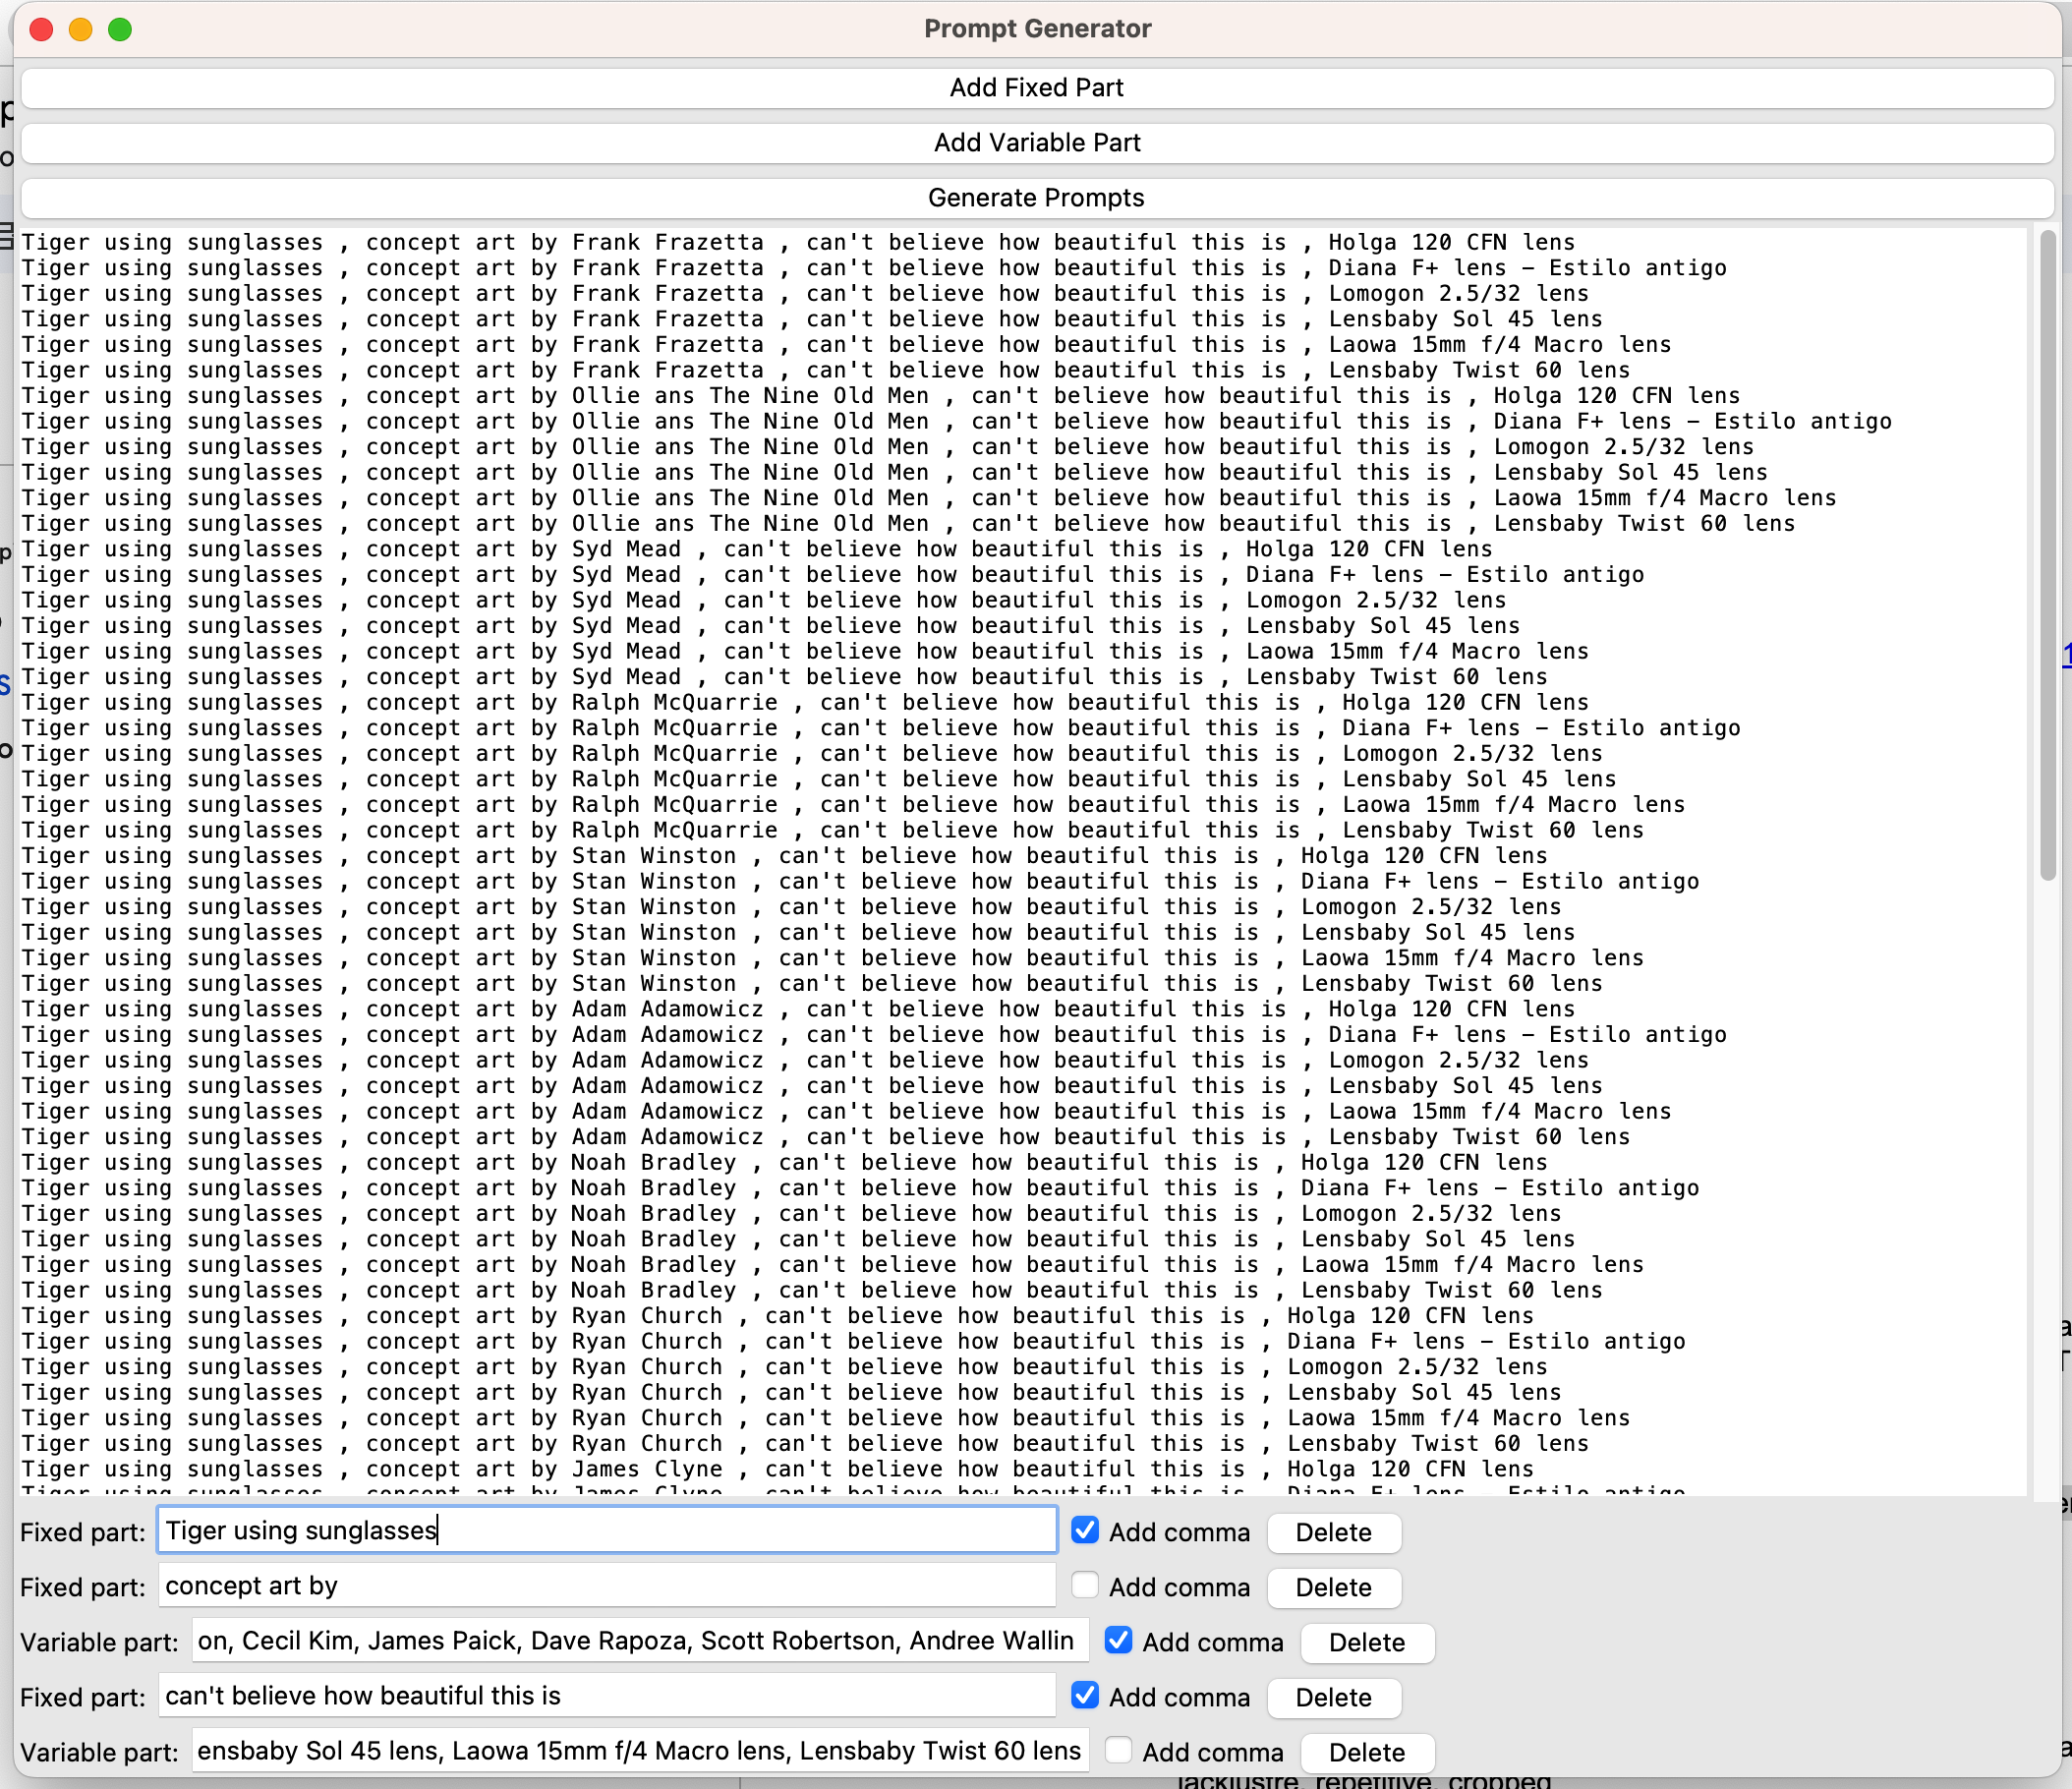 Prompt Generator
Add Fixed Part
Add Variable Part
Generate Prompts
Tiger using sunglasses , concept art by Frank Frazetta , can't believe how beautiful this is , Holga 120 CFN lens
Tiger using sunglasses , concept art by Frank Frazetta , can't believe how beautiful this is , Diana F+ lens – Estilo antigo
Tiger using sunglasses , concept art by Frank Frazetta , can't believe how beautiful this is , Lomogon 2.5/32 lens
Tiger using sunglasses , concept art by Frank Frazetta , can't believe how beautiful this is , Lensbaby Sol 45 lens
Tiger using sunglasses , concept art by Frank Frazetta , can't believe how beautiful this is , Laowa 15mm f/4 Macro lens
Tiger using sunglasses , concept art by Frank Frazetta , can't believe how beautiful this is , Lensbaby Twist 60 lens
Tiger using sunglasses , concept art by Ollie ans The Nine Old Men , can't believe how beautiful this is , Holga 120 CFN lens
Tiger using sunglasses , concept art by Ollie ans The Nine Old Men , can't believe how beautiful this is , Diana F+ lens – Estilo antigo
Tiger using sunglasses , concept art by Ollie ans The Nine Old Men , can't believe how beautiful this is , Lomogon 2.5/32 lens
Tiger using sunglasses , concept art by Ollie ans The Nine Old Men , can't believe how beautiful this is , Lensbaby Sol 45 lens
Tiger using sunglasses , concept art by Ollie ans The Nine Old Men , can't believe how beautiful this is , Laowa 15mm f/4 Macro lens
Tiger using sunglasses , concept art by Ollie ans The Nine Old Men , can't believe how beautiful this is , Lensbaby Twist 60 lens
Tiger using sunglasses , concept art by Syd Mead , can't believe how beautiful this is , Holga 120 CFN lens
Tiger using sunglasses , concept art by Syd Mead , can't believe how beautiful this is , Diana F+ lens – Estilo antigo
Tiger using sunglasses , concept art by Syd Mead , can't believe how beautiful this is , Lomogon 2.5/32 lens
Tiger using sunglasses , concept art by Syd Mead , can't believe how beautiful this is , Lensbaby Sol 45 lens
Tiger using sunglasses , concept art by Syd Mead , can't believe how beautiful this is , Laowa 15mm f/4 Macro lens
Tiger using sunglasses , concept art by Syd Mead , can't believe how beautiful this is , Lensbaby Twist 60 lens
Tiger using sunglasses , concept art by Ralph McQuarrie , can't believe how beautiful this is , Holga 120 CFN lens
Tiger using sunglasses , concept art by Ralph McQuarrie , can't believe how beautiful this is , Diana F+ lens – Estilo antigo
Tiger using sunglasses , concept art by Ralph McQuarrie , can't believe how beautiful this is , Lomogon 2.5/32 lens
Tiger using sunglasses , concept art by Ralph McQuarrie , can't believe how beautiful this is , Lensbaby Sol 45 lens
Tiger using sunglasses , concept art by Ralph McQuarrie , can't believe how beautiful this is , Laowa 15mm f/4 Macro lens
Tiger using sunglasses , concept art by Ralph McQuarrie , can't believe how beautiful this is , Lensbaby Twist 60 lens
Tiger using sunglasses , concept art by Stan Winston , can't believe how beautiful this is , Holga 120 CFN lens
Tiger using sunglasses , concept art by Stan Winston , can't believe how beautiful this is , Diana F+ lens – Estilo antigo
Tiger using sunglasses , concept art by Stan Winston , can't believe how beautiful this is , Lomogon 2.5/32 lens
Tiger using sunglasses , concept art by Stan Winston , can't believe how beautiful this is , Lensbaby Sol 45 lens
Tiger using sunglasses , concept art by Stan Winston , can't believe how beautiful this is , Laowa 15mm f/4 Macro lens
Tiger using sunglasses , concept art by Stan Winston , can't believe how beautiful this is , Lensbaby Twist 60 lens
Tiger using sunglasses , concept art by Adam Adamowicz , can't believe how beautiful this is , Holga 120 CFN lens
Tiger using sunglasses , concept art by Adam Adamowicz , can't believe how beautiful this is , Diana F+ lens – Estilo antigo
Tiger using sunglasses , concept art by Adam Adamowicz , can't believe how beautiful this is , Lomogon 2.5/32 lens
Tiger using sunglasses , concept art by Adam Adamowicz , can't believe how beautiful this is , Lensbaby Sol 45 lens
Tiger using sunglasses , concept art by Adam Adamowicz , can't believe how beautiful this is , Laowa 15mm f/4 Macro lens
Tiger using sunglasses , concept art by Adam Adamowicz , can't believe how beautiful this is , Lensbaby Twist 60 lens
Tiger using sunglasses , concept art by Noah Bradley , can't believe how beautiful this is , Holga 120 CFN lens
Tiger using sunglasses , concept art by Noah Bradley , can't believe how beautiful this is , Diana F+ lens – Estilo antigo
Tiger using sunglasses , concept art by Noah Bradley , can't believe how beautiful this is , Lomogon 2.5/32 lens
Tiger using sunglasses , concept art by Noah Bradley , can't believe how beautiful this is , Lensbaby Sol 45 lens
Tiger using sunglasses , concept art by Noah Bradley , can't believe how beautiful this is , Laowa 15mm f/4 Macro lens
Tiger using sunglasses , concept art by Noah Bradley , can't believe how beautiful this is , Lensbaby Twist 60 lens
Tiger using sunglasses , concept art by Ryan Church , can't believe how beautiful this is , Holga 120 CFN lens
Tiger using sunglasses , concept art by Ryan Church , can't believe how beautiful this is , Diana F+ lens – Estilo antigo
Tiger using sunglasses , concept art by Ryan Church , can't believe how beautiful this is , Lomogon 2.5/32 lens
Tiger using sunglasses , concept art by Ryan Church , can't believe how beautiful this is , Lensbaby Sol 45 lens
Tiger using sunglasses , concept art by Ryan Church , can't believe how beautiful this is , Laowa 15mm f/4 Macro lens
Tiger using sunglasses , concept art by Ryan Church , can't believe how beautiful this is , Lensbaby Twist 60 lens
Tiger using sunglasses , concept art by James Clyne , can't believe how beautiful this is , Holga 120 CFN lens
Tiger using sunglasses , concept art by James Clyne , can't believe how beautiful this is , Diana F+ lens – Estilo antigo
Fixed part: Tiger using sunglasses Add comma Delete
Fixed part: concept art by Add comma Delete
Variable part: on, Cecil Kim, James Paick, Dave Rapoza, Scott Robertson, Andree Wallin Add comma Delete
Fixed part: can't believe how beautiful this is Add comma Delete
Variable part: ensbaby Sol 45 lens, Laowa 15mm f/4 Macro lens, Lensbaby Twist 60 lens Add comma Delete
lacklustre, repetitive, cropped